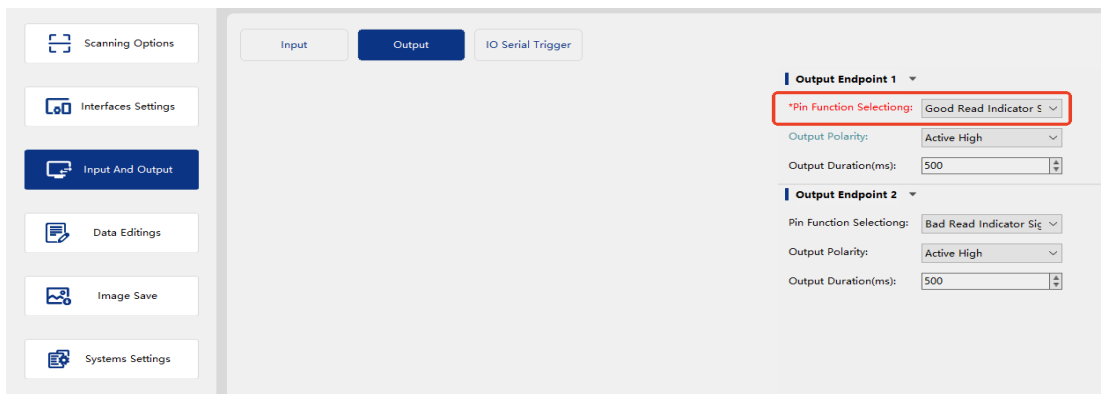 Scanning Options
Interfaces Settings
Input And Output
Data Editings
Image Save
Systems Settings
Input
Output
IO Serial Trigger
Output Endpoint 1
*Pin Function Selectiong: Good Read Indicator S
Output Polarity: Active High
Output Duration(ms): 500
Output Endpoint 2
Pin Function Selectiong: Bad Read Indicator Sig
Output Polarity: Active High
Output Duration(ms): 500